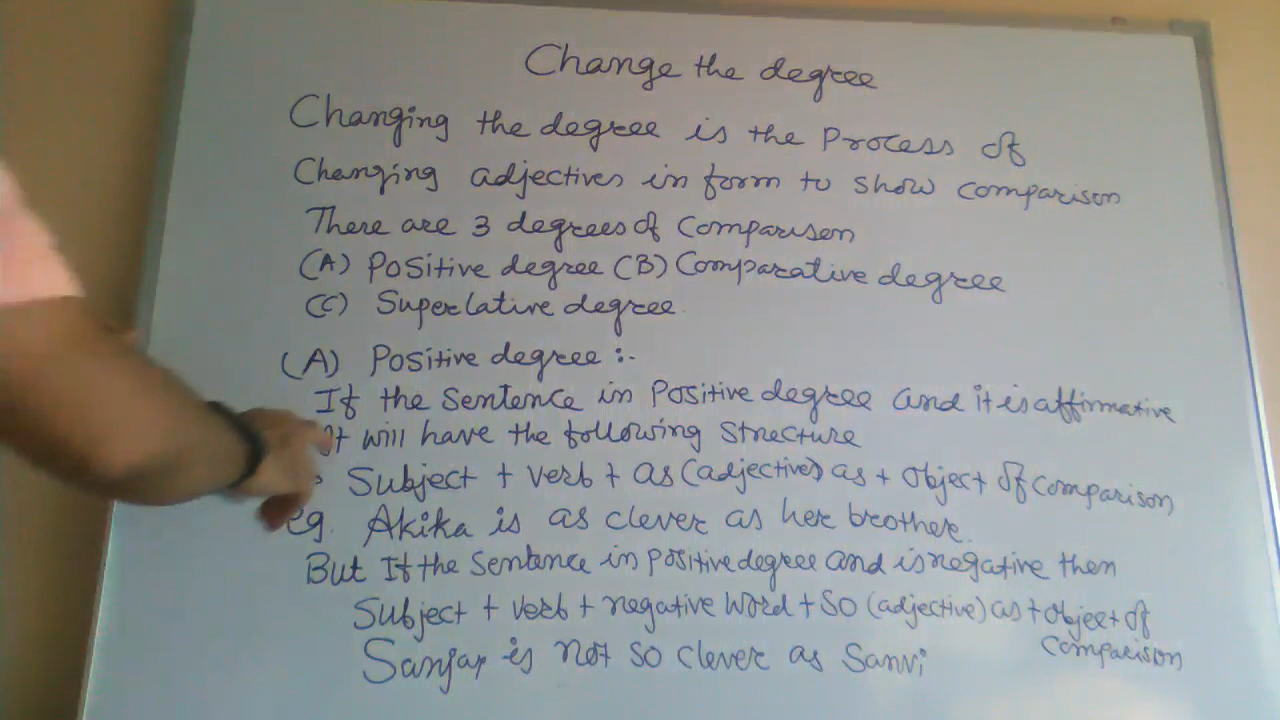 Change the degree
Changing the degree is the Process of
Changing adjectives in form to show comparison
There are 3 degrees of comparison
(A) Positive degree (B) Comparative degree
(C) Superlative degree.
(A) Positive degree :-
If the sentence in Positive degree and it is affirmative
It will have the following structure
Subject + verb + as (adjectives) as + object of comparison
eg. Akika is as clever as her brother.
But If the sentence in positive degree and is negative then
Subject + verb + negative word + so (adjective) as + object of
comparison
Sanjay is not so clever as Sanvi